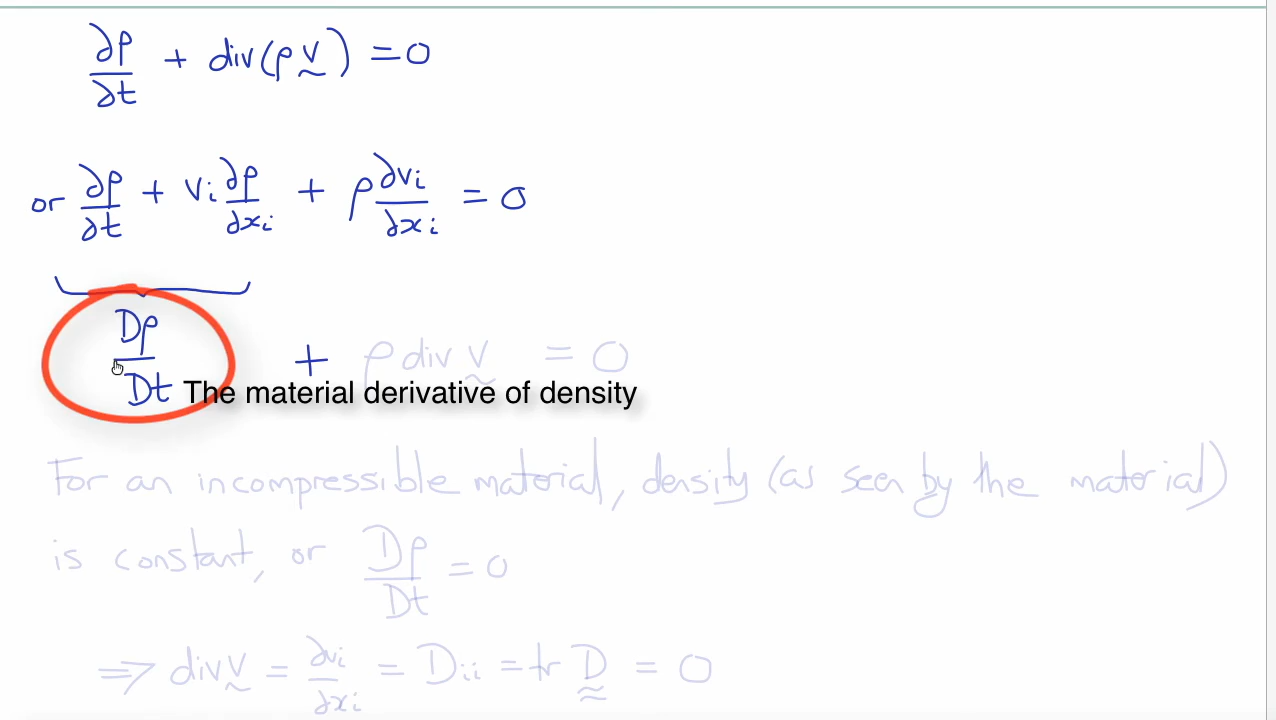 ∂ρ/∂t + div(ρv) = 0
or ∂ρ/∂t + vᵢ ∂ρ/∂xᵢ + ρ ∂vᵢ/∂xᵢ = 0
Dρ/Dt + ρ div v = 0
The material derivative of density
For an incompressible material, density (as seen by the material)
is constant, or Dρ/Dt = 0
⇒ div v = ∂vᵢ/∂xᵢ = Dᵢᵢ = tr D = 0